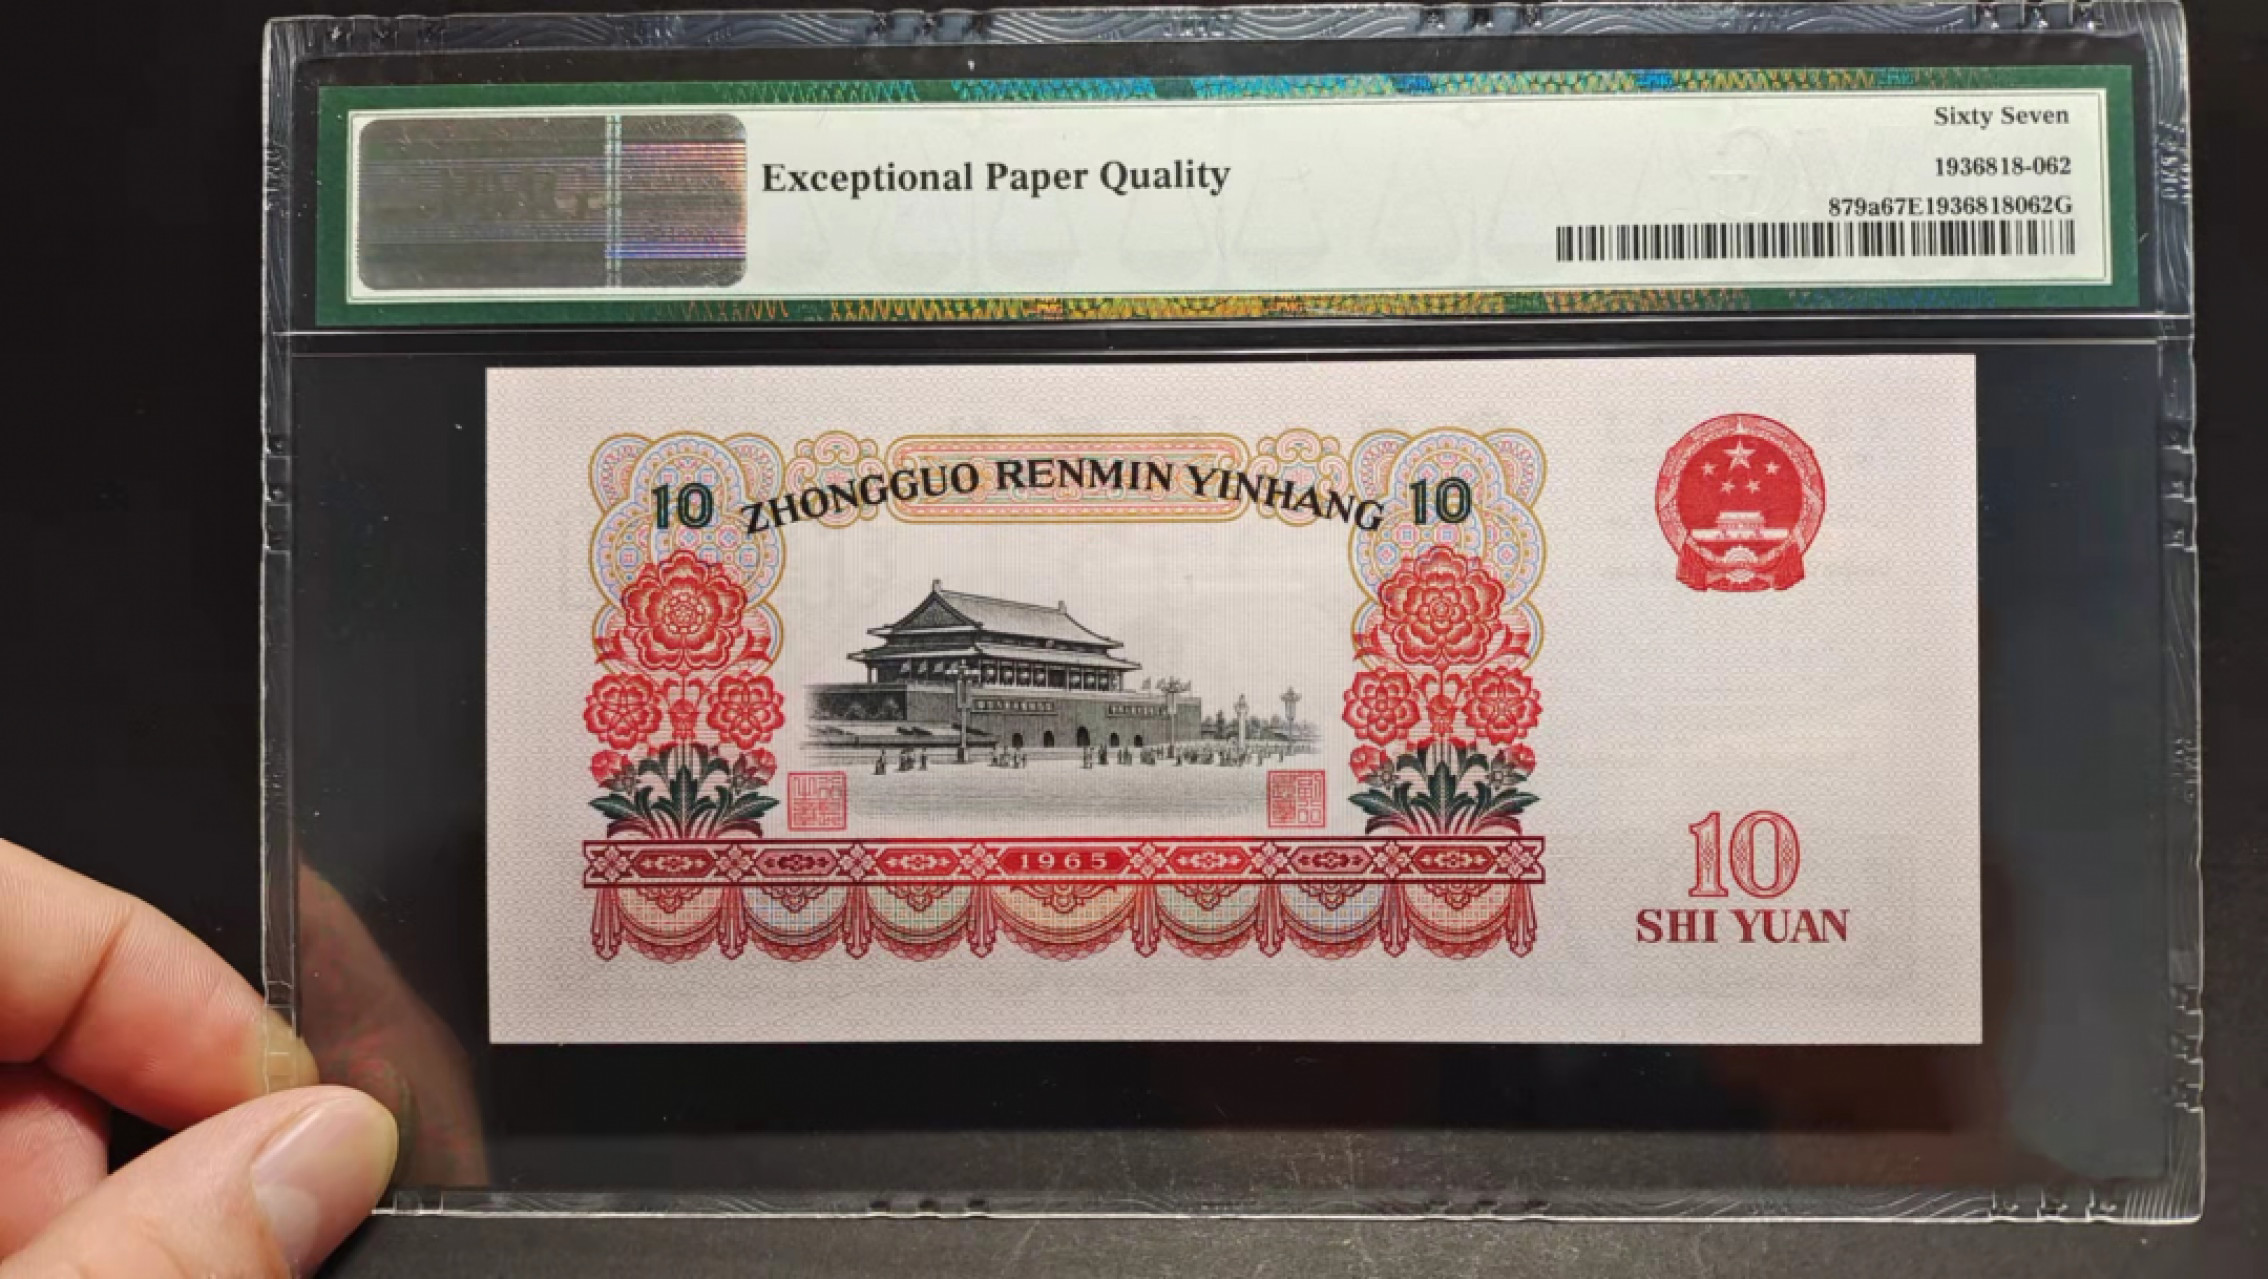 Sixty Seven
Exceptional Paper Quality
1936818-062
879a67E1936818062G
10 ZHONGGUO RENMIN YINHANG 10
1965
10
SHI YUAN